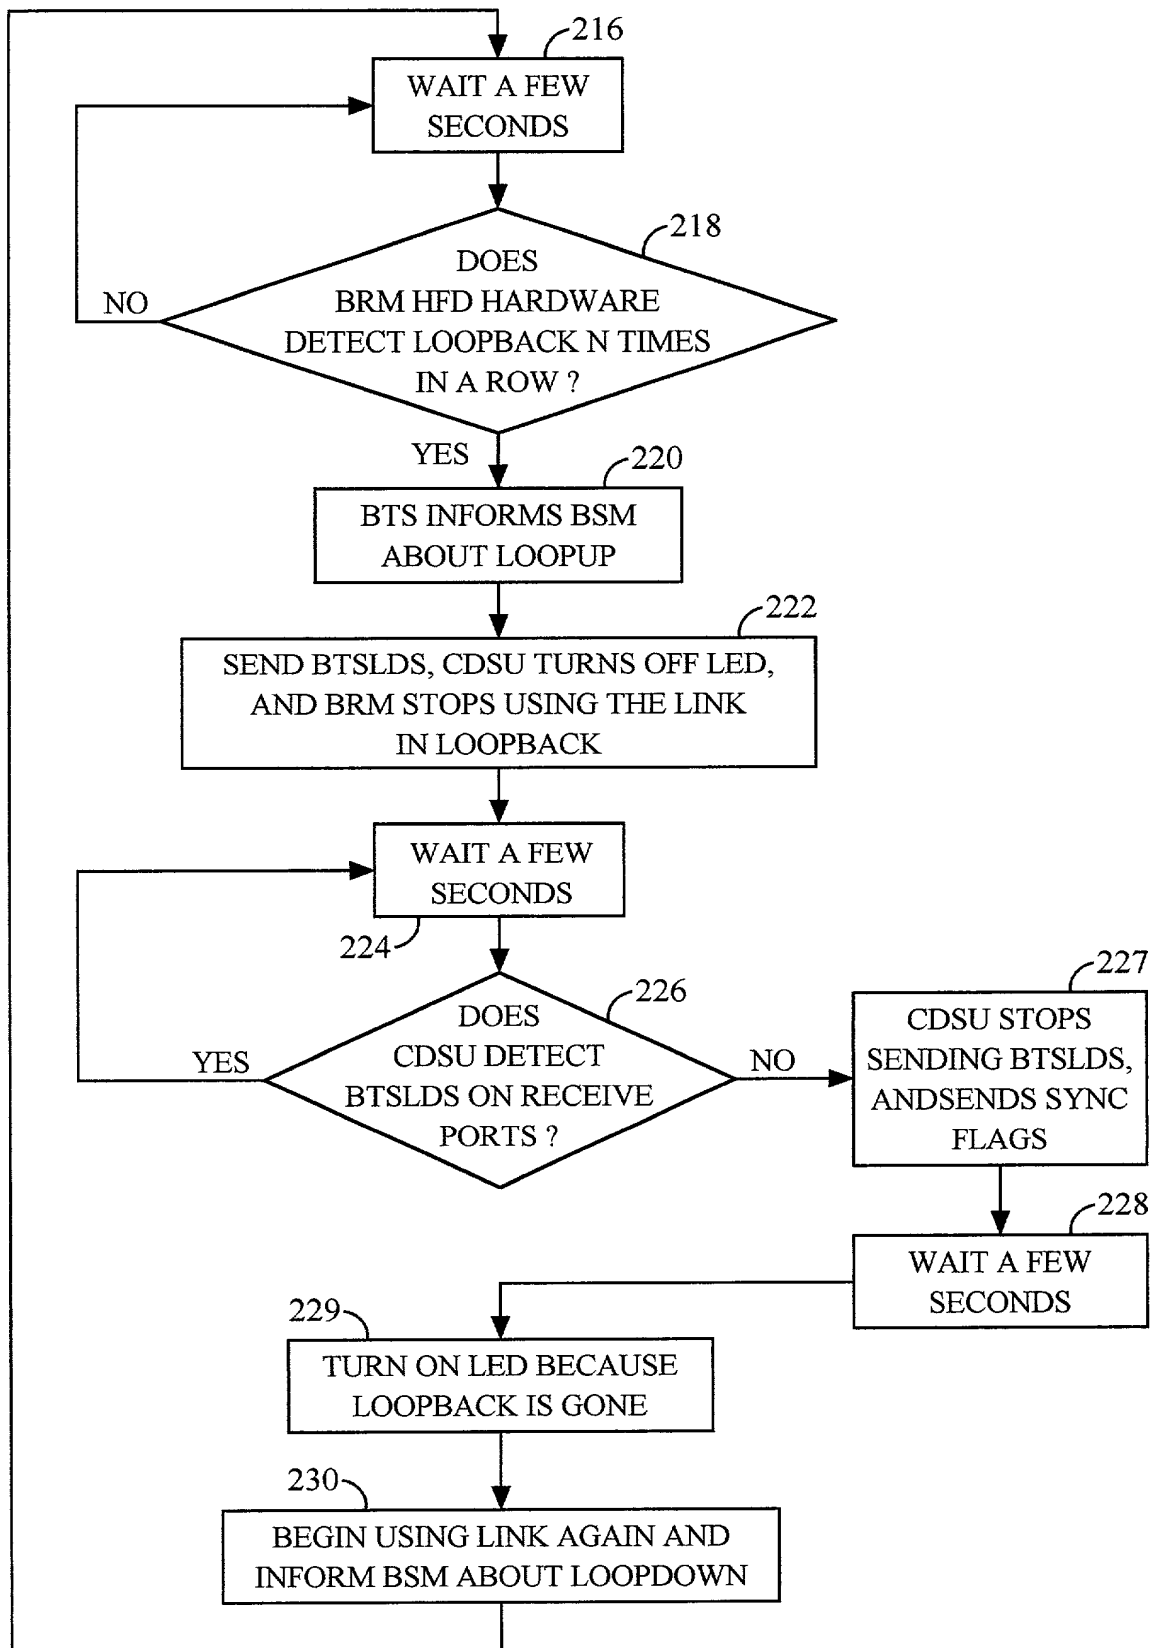 216
WAIT A FEW
SECONDS
218
DOES
BRM HFD HARDWARE
DETECT LOOPBACK N TIMES
IN A ROW ?
NO
YES
220
BTS INFORMS BSM
ABOUT LOOPUP
222
SEND BTSLDS, CDSU TURNS OFF LED,
AND BRM STOPS USING THE LINK
IN LOOPBACK
WAIT A FEW
SECONDS
224
226
DOES
CDSU DETECT
BTSLDS ON RECEIVE
PORTS ?
YES
NO
227
CDSU STOPS
SENDING BTSLDS,
ANDSENDS SYNC
FLAGS
228
WAIT A FEW
SECONDS
229
TURN ON LED BECAUSE
LOOPBACK IS GONE
230
BEGIN USING LINK AGAIN AND
INFORM BSM ABOUT LOOPDOWN